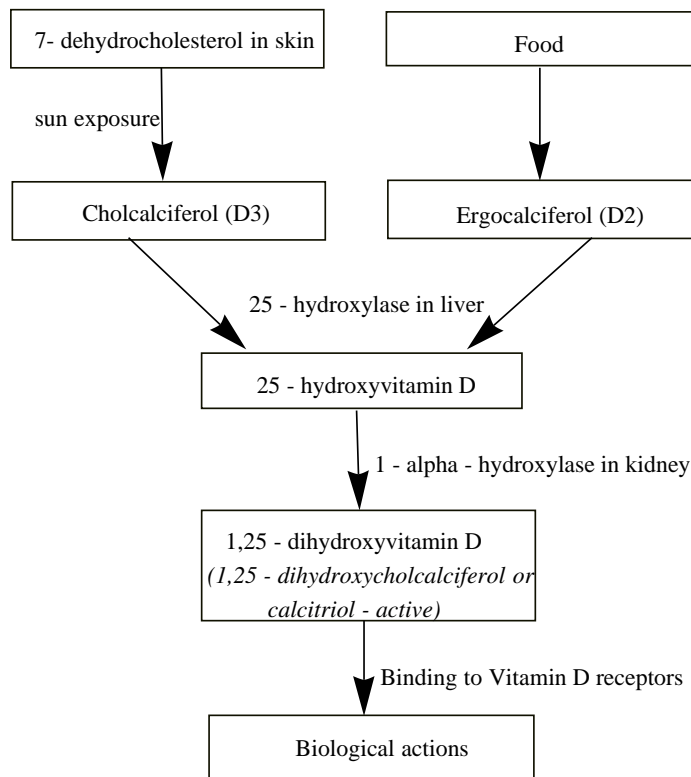 7- dehydrocholesterol in skin
Food
sun exposure
Cholcalciferol (D3)
Ergocalciferol (D2)
25 - hydroxylase in liver
25 - hydroxyvitamin D
1 - alpha - hydroxylase in kidney
1,25 - dihydroxyvitamin D
(1,25 - dihydroxycholcalciferol or
calcitriol - active)
Binding to Vitamin D receptors
Biological actions